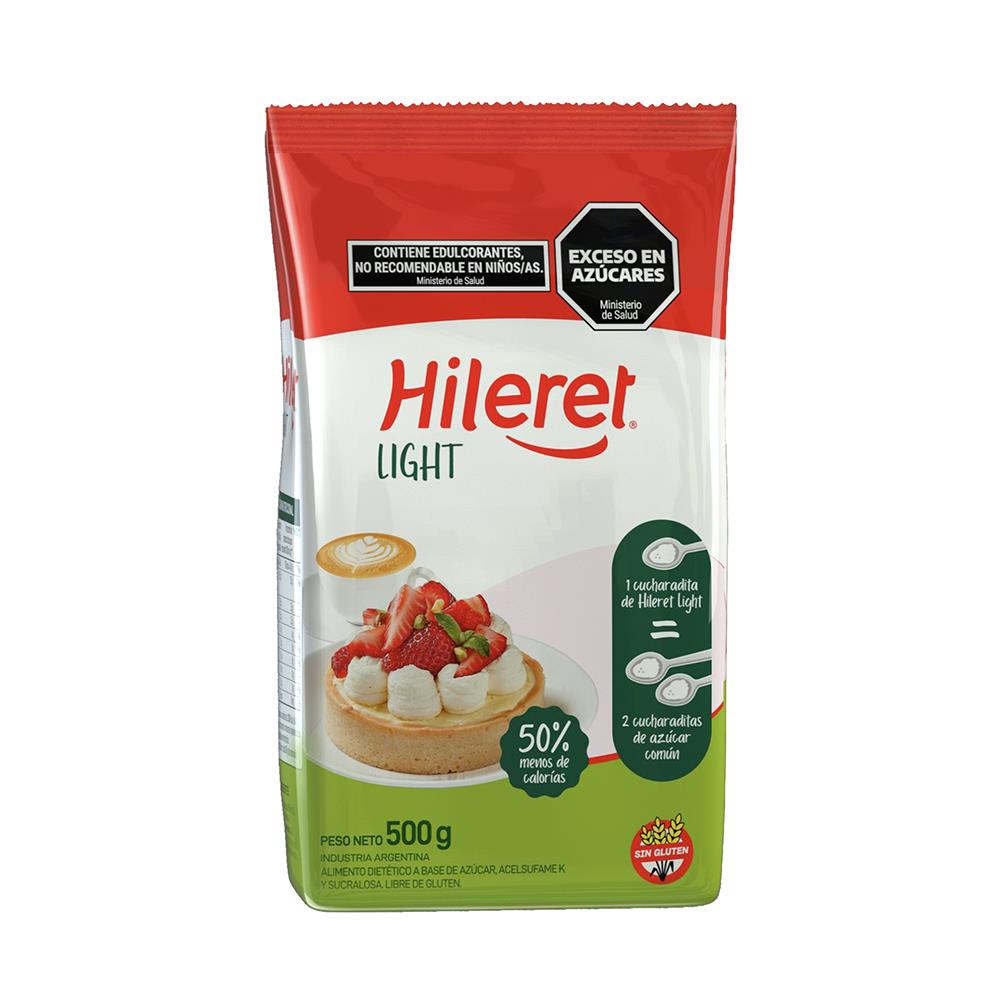 CONTIENE EDULCORANTES,
NO RECOMENDABLE EN NIÑOS/AS.
Ministerio de Salud
EXCESO EN
AZÚCARES
Ministerio
de Salud
Hileret®
LIGHT
1 cucharadita
de Hileret Light
=
2 cucharaditas
de azúcar
común
50%
menos de
calorías
PESO NETO 500 g
INDUSTRIA ARGENTINA
ALIMENTO DIETÉTICO A BASE DE AZÚCAR, ACELSUFAME K
Y SUCRALOSA. LIBRE DE GLUTEN.
SIN GLUTEN